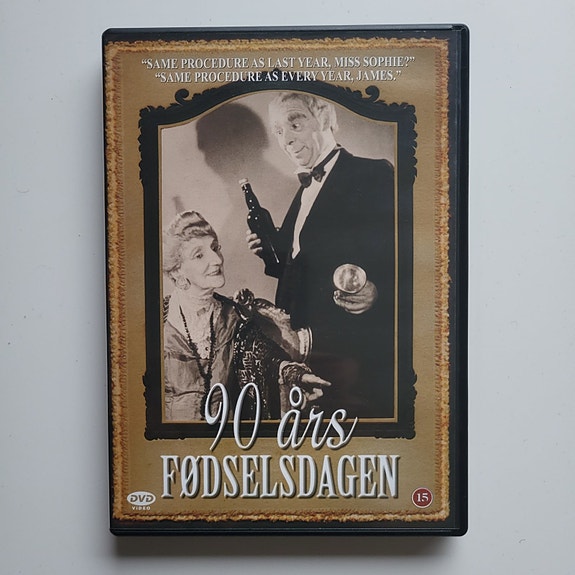 “SAME PROCEDURE AS LAST YEAR, MISS SOPHIE?”
“SAME PROCEDURE AS EVERY YEAR, JAMES.”
90 års
FØDSELSDAGEN
DVD
VIDEO
15